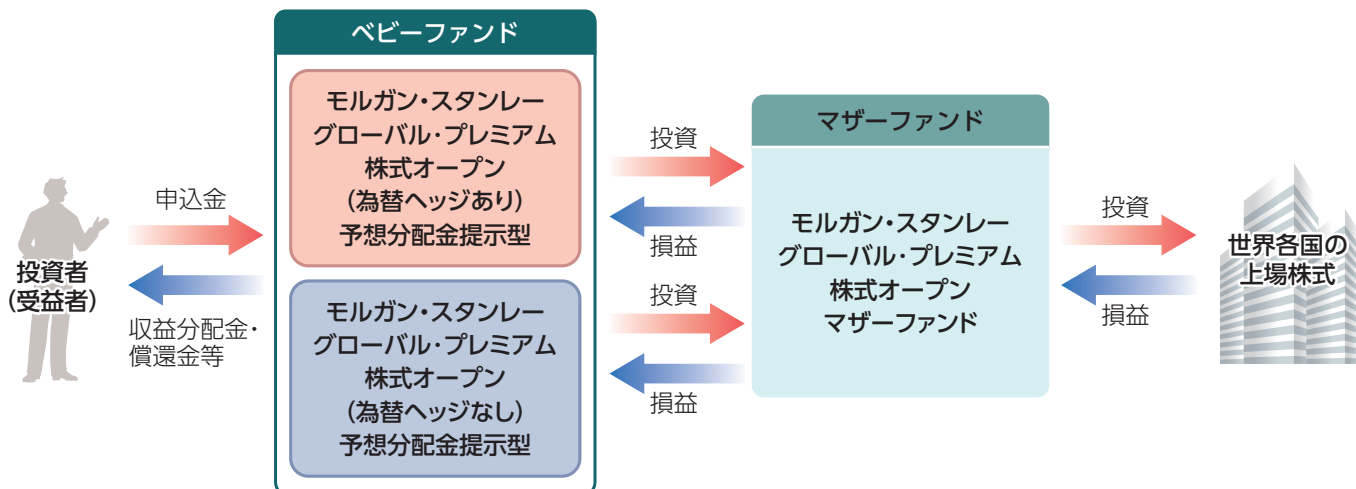 ベビーファンド
モルガン・スタンレー
グローバル・プレミアム
株式オープン
(為替ヘッジあり)
予想分配金提示型
モルガン・スタンレー
グローバル・プレミアム
株式オープン
(為替ヘッジなし)
予想分配金提示型
投資者
(受益者)
申込金
収益分配金・
償還金等
投資
損益
投資
損益
マザーファンド
モルガン・スタンレー
グローバル・プレミアム
株式オープン
マザーファンド
投資
損益
世界各国の
上場株式